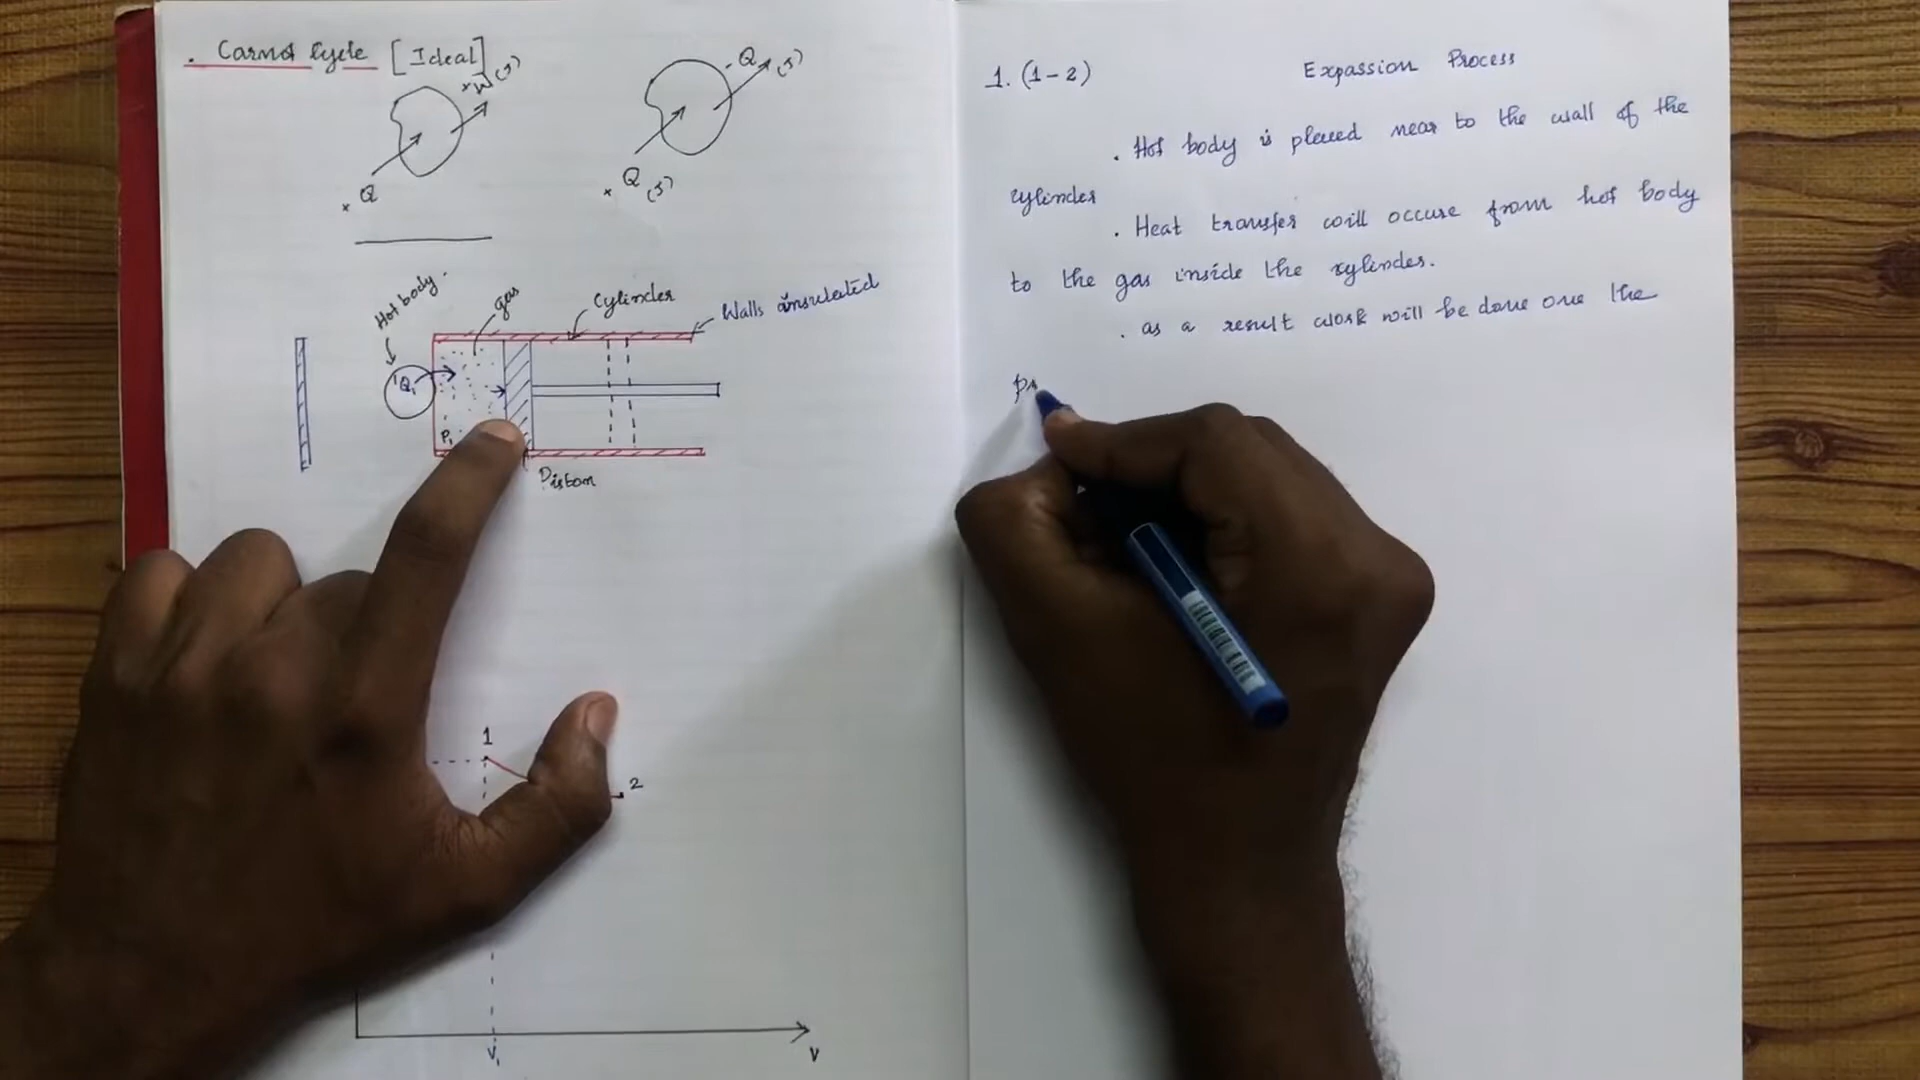 . Carnot Cycle [Ideal]
× W (J)
× Q
- Q (J)
× Q (J)
Hot body.
gas
Cylinder
Walls insulated
Q₁
P₁
Piston
1
2
V₁
V
1. (1-2) Expassion Process
. Hot body is placed near to the wall of the
cylinder
. Heat transfer will occure from hot body
to the gas inside the cylinder.
. as a result work will be done one the